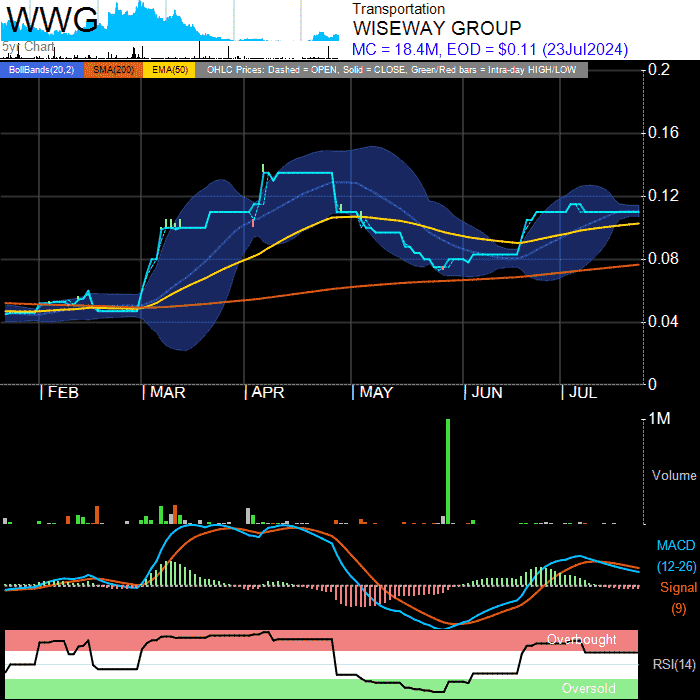 WWG
5yr Chart
Transportation
WISEWAY GROUP
MC = 18.4M, EOD = $0.11 (23Jul2024)
BollBands(20,2) SMA(200) EMA(50) OHLC Prices: Dashed = OPEN, Solid = CLOSE, Green/Red bars = Intra-day HIGH/LOW
0.2
0.16
0.12
0.08
0.04
0
FEB MAR APR MAY JUN JUL
1M
Volume
MACD
(12-26)
Signal
(9)
Overbought
RSI(14)
Oversold